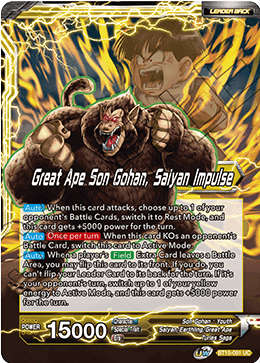 LEADER BACK
Great Ape Son Gohan, Saiyan Impulse
Auto When this card attacks, choose up to 1 of your
opponent's Battle Cards, switch it to Rest Mode, and
this card gets +5000 power for the turn.
Auto Once per turn When this card KOs an opponent's
Battle Card, switch this card to Active Mode.
Auto When a player's Field Extra Card leaves a Battle
Area, you may flip this card to its front. If you do, you
can't flip your Leader Card to its back for the turn. If it's
your opponent's turn, switch up to 1 of your yellow
energy to Active Mode, and this card gets +5000 power
for the turn.
POWER 15000
Character Son Gohan : Youth
Special Trait Saiyan, Earthling, Great Ape
Era Turles Saga
BT15-091 UC